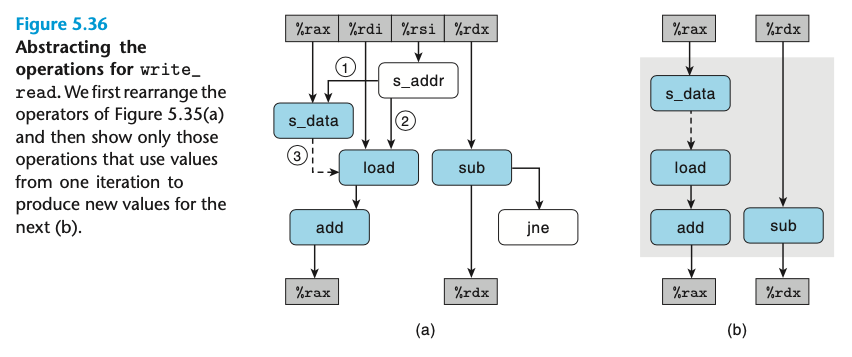 Figure 5.36
Abstracting the
operations for write_
read. We first rearrange the
operators of Figure 5.35(a)
and then show only those
operations that use values
from one iteration to
produce new values for the
next (b).
%rax %rdi %rsi %rdx
1
s_addr
s_data
2
3
load
sub
add
jne
%rax
%rdx
(a)
%rax
%rdx
s_data
load
add
sub
%rax
%rdx
(b)